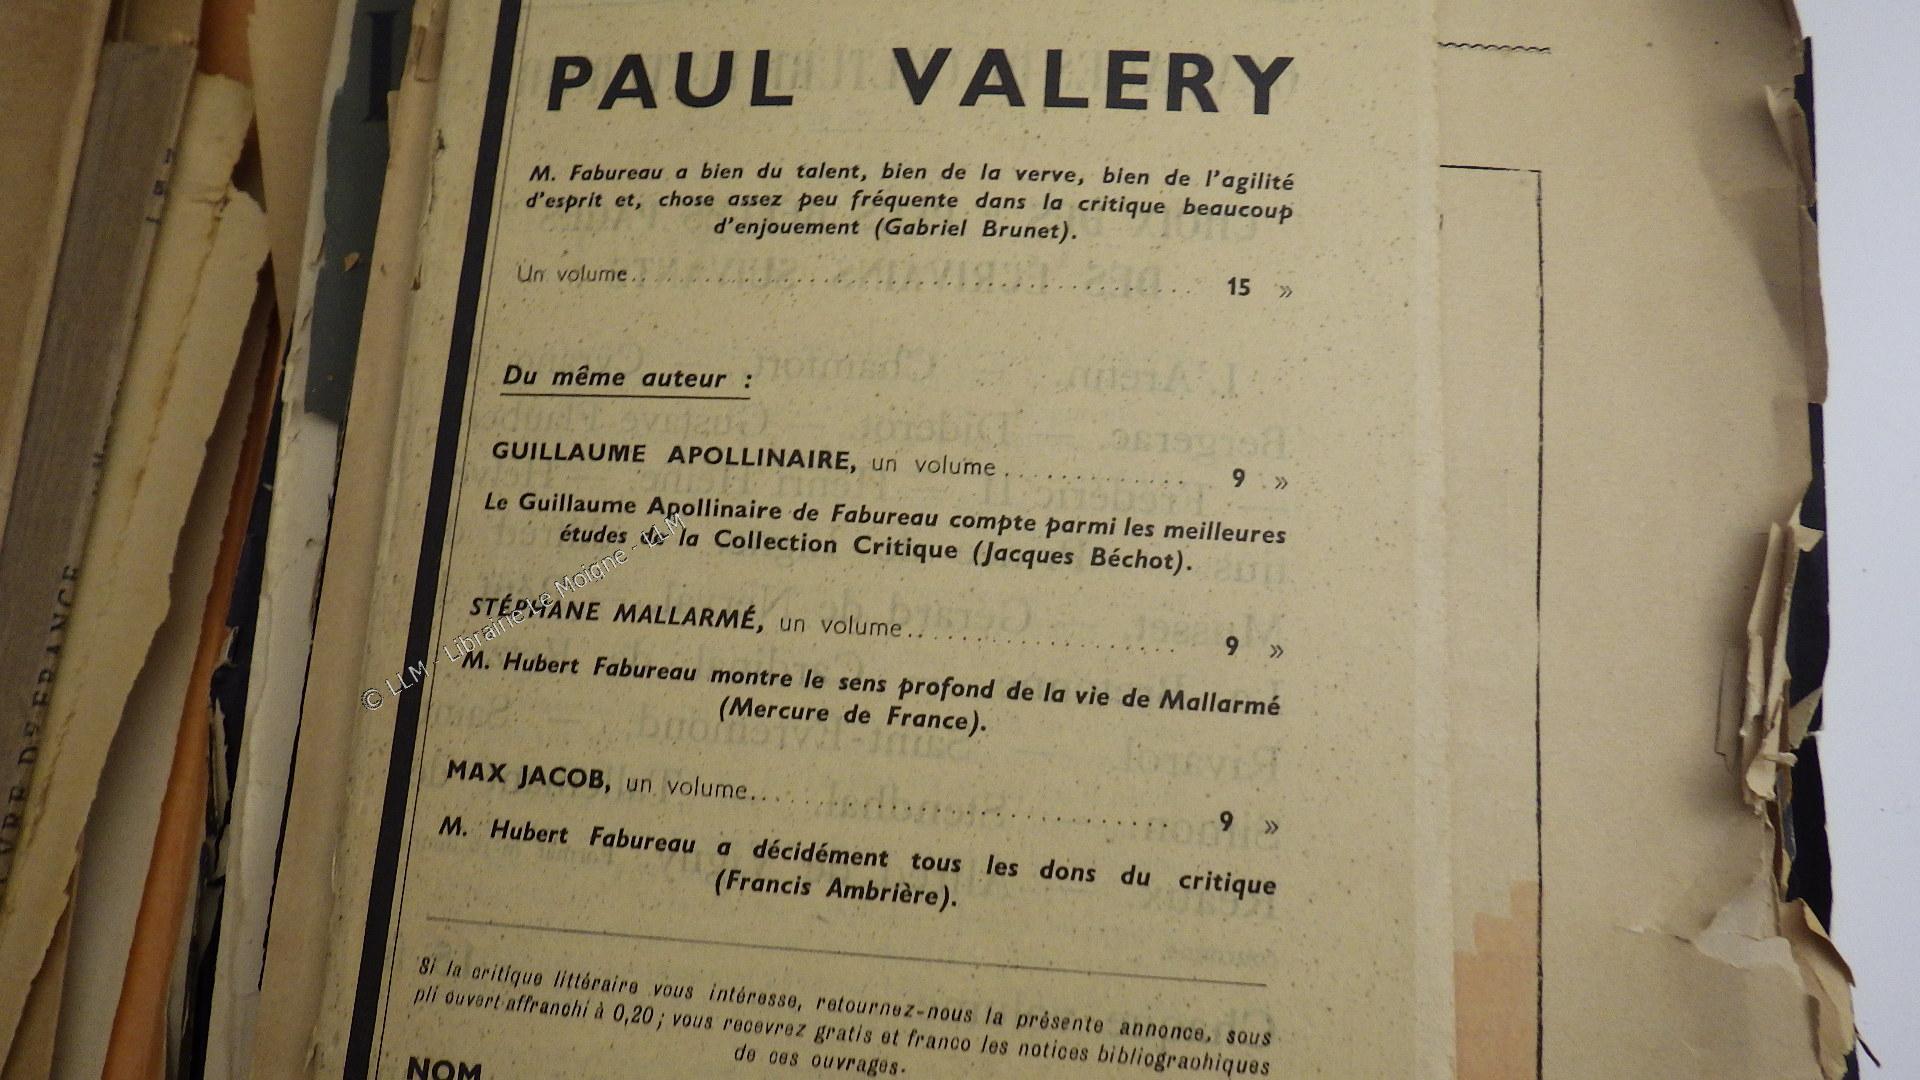 PAUL VALERY
M. Fabureau a bien du talent, bien de la verve, bien de l'agilité
d'esprit et, chose assez peu fréquente dans la critique beaucoup
d'enjouement (Gabriel Brunet).
Un volume........................................ 15 »
Du même auteur :
GUILLAUME APOLLINAIRE, un volume.............. 9 »
Le Guillaume Apollinaire de Fabureau compte parmi les meilleures
études de la Collection Critique (Jacques Béchot).
STÉPHANE MALLARMÉ, un volume.................. 9 »
M. Hubert Fabureau montre le sens profond de la vie de Mallarmé
(Mercure de France).
MAX JACOB, un volume............................ 9 »
M. Hubert Fabureau a décidément tous les dons du critique
(Francis Ambrière).
Si la critique littéraire vous intéresse, retournez-nous la présente annonce, sous
pli ouvert affranchi à 0,20 ; vous recevrez gratis et franco les notices bibliographiques
de ces ouvrages.
NOM
© LLM - Librairie Le Moigne - LLM
DE FRANCE